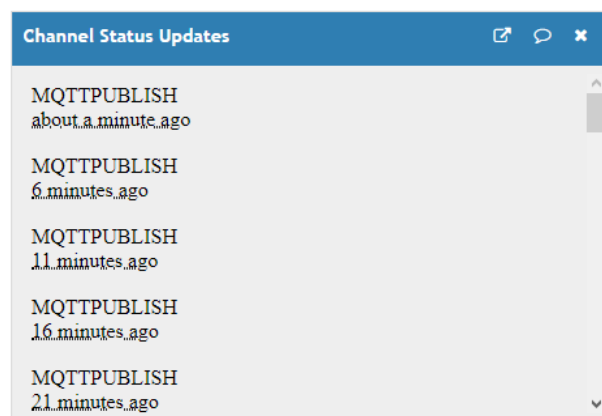 Channel Status Updates
MQTTPUBLISH
about a minute ago
MQTTPUBLISH
6 minutes ago
MQTTPUBLISH
11 minutes ago
MQTTPUBLISH
16 minutes ago
MQTTPUBLISH
21 minutes ago